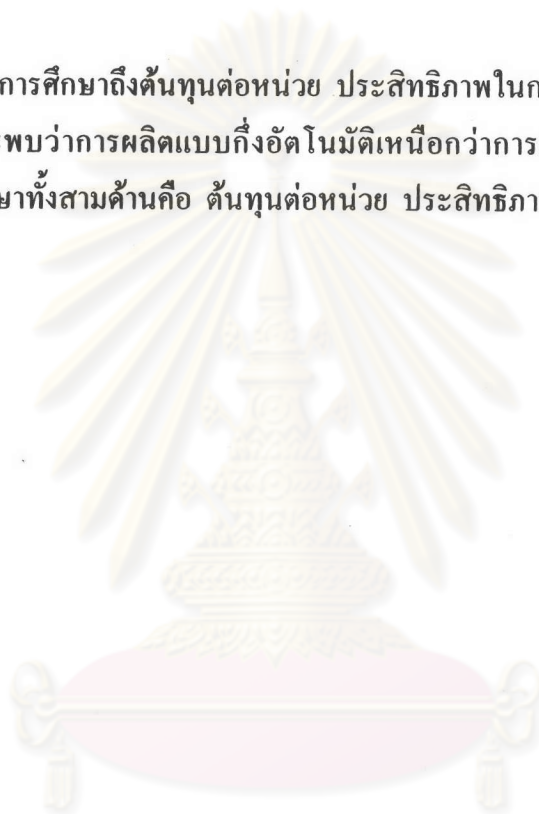 การศึกษาถึงต้นทุนต่อหน่วย ประสิทธิภาพในก
พบว่าการผลิตแบบกึ่งอัตโนมัติเหนือกว่าการ
ษาทั้งสามด้านคือ ต้นทุนต่อหน่วย ประสิทธิภา